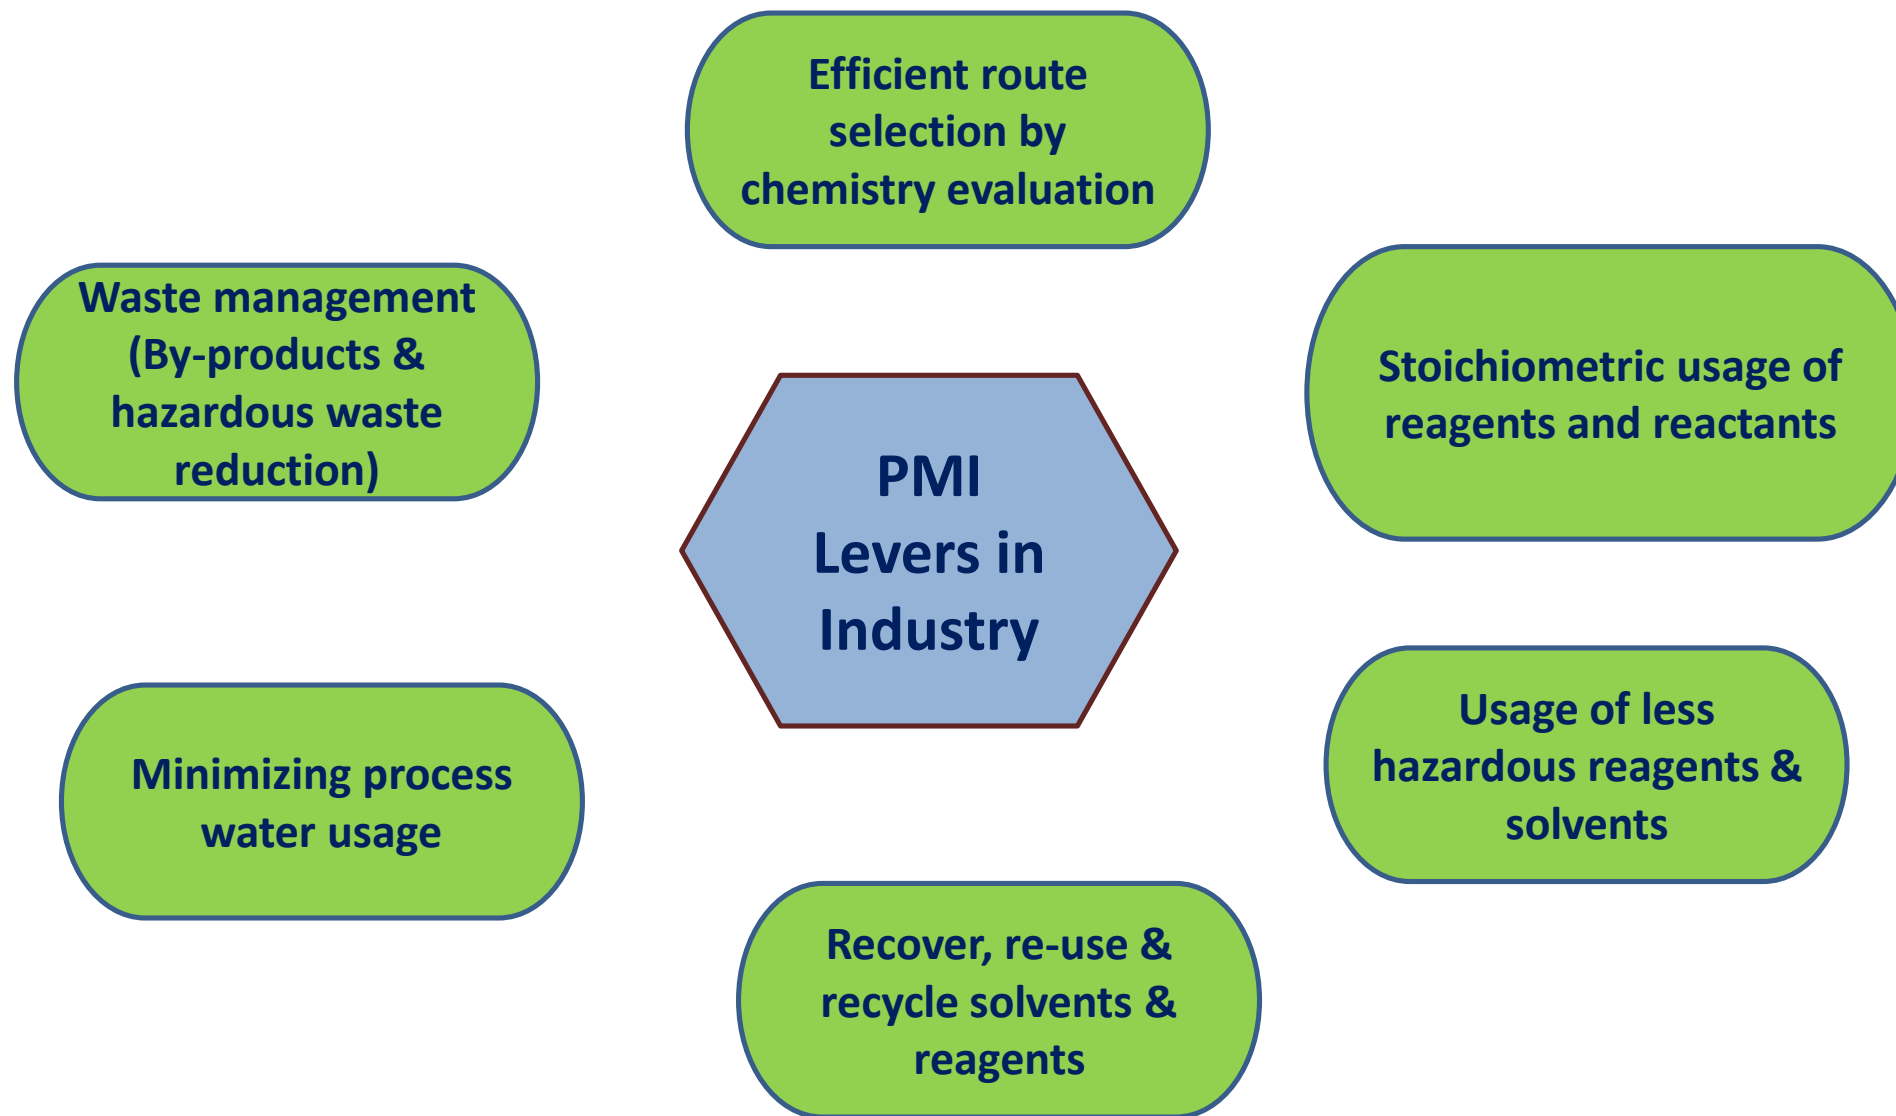 Efficient route
selection by
chemistry evaluation
Waste management
(By-products &
hazardous waste
reduction)
Stoichiometric usage of
reagents and reactants
PMI
Levers in
Industry
Usage of less
hazardous reagents &
solvents
Minimizing process
water usage
Recover, re-use &
recycle solvents &
reagents